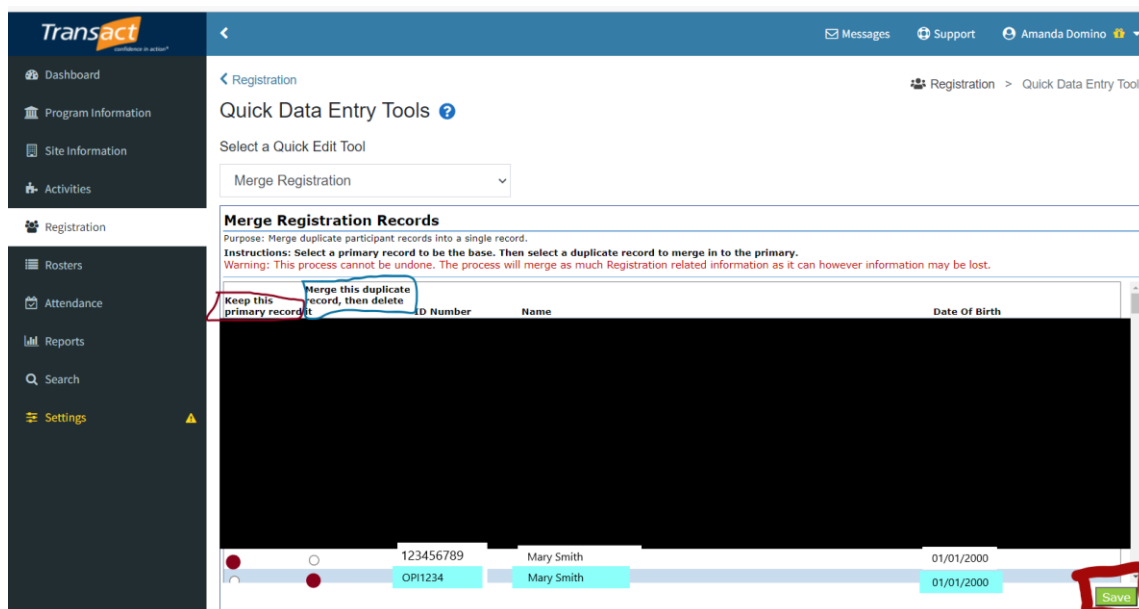 Transact
confidence in action®
Messages
Support
Amanda Domino
Dashboard
Program Information
Site Information
Activities
Registration
Rosters
Attendance
Reports
Search
Settings
Registration
Registration > Quick Data Entry Tool
Quick Data Entry Tools
Select a Quick Edit Tool
Merge Registration
Merge Registration Records
Purpose: Merge duplicate participant records into a single record.
Instructions: Select a primary record to be the base. Then select a duplicate record to merge in to the primary.
Warning: This process cannot be undone. The process will merge as much Registration related information as it can however information may be lost.
Keep this
primary record
Merge this duplicate
record, then delete
it
ID Number
Name
Date Of Birth
123456789 Mary Smith 01/01/2000
OPI1234 Mary Smith 01/01/2000
Save